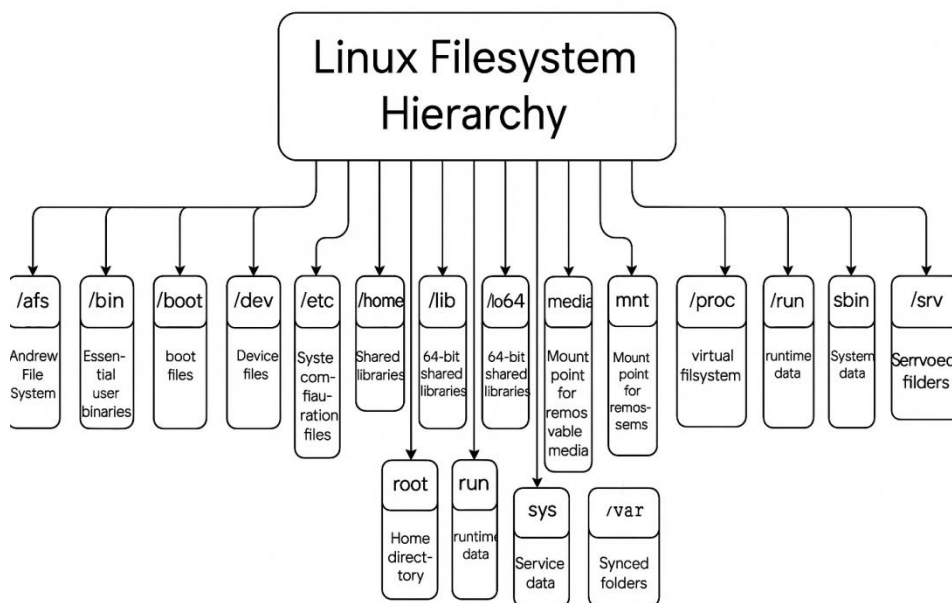 Linux Filesystem
Hierarchy
/afs
Andrew
File
System
/bin
Essen-
tial
user
binaries
/boot
boot
files
/dev
Device
files
/etc
Syste
com-
fiau-
ration
files
/home
Shared
libraries
/lib
64-bit
shared
libraries
/lo64
64-bit
shared
libraries
media
Mount
point
for
remos
vable
media
mnt
Mount
point
for
remos-
sems
/proc
virtual
filsystem
/run
runtime
data
sbin
System
data
/srv
Serrvoed
filders
root
Home
direct-
tory
run
runtime
data
sys
Service
data
/var
Synced
folders